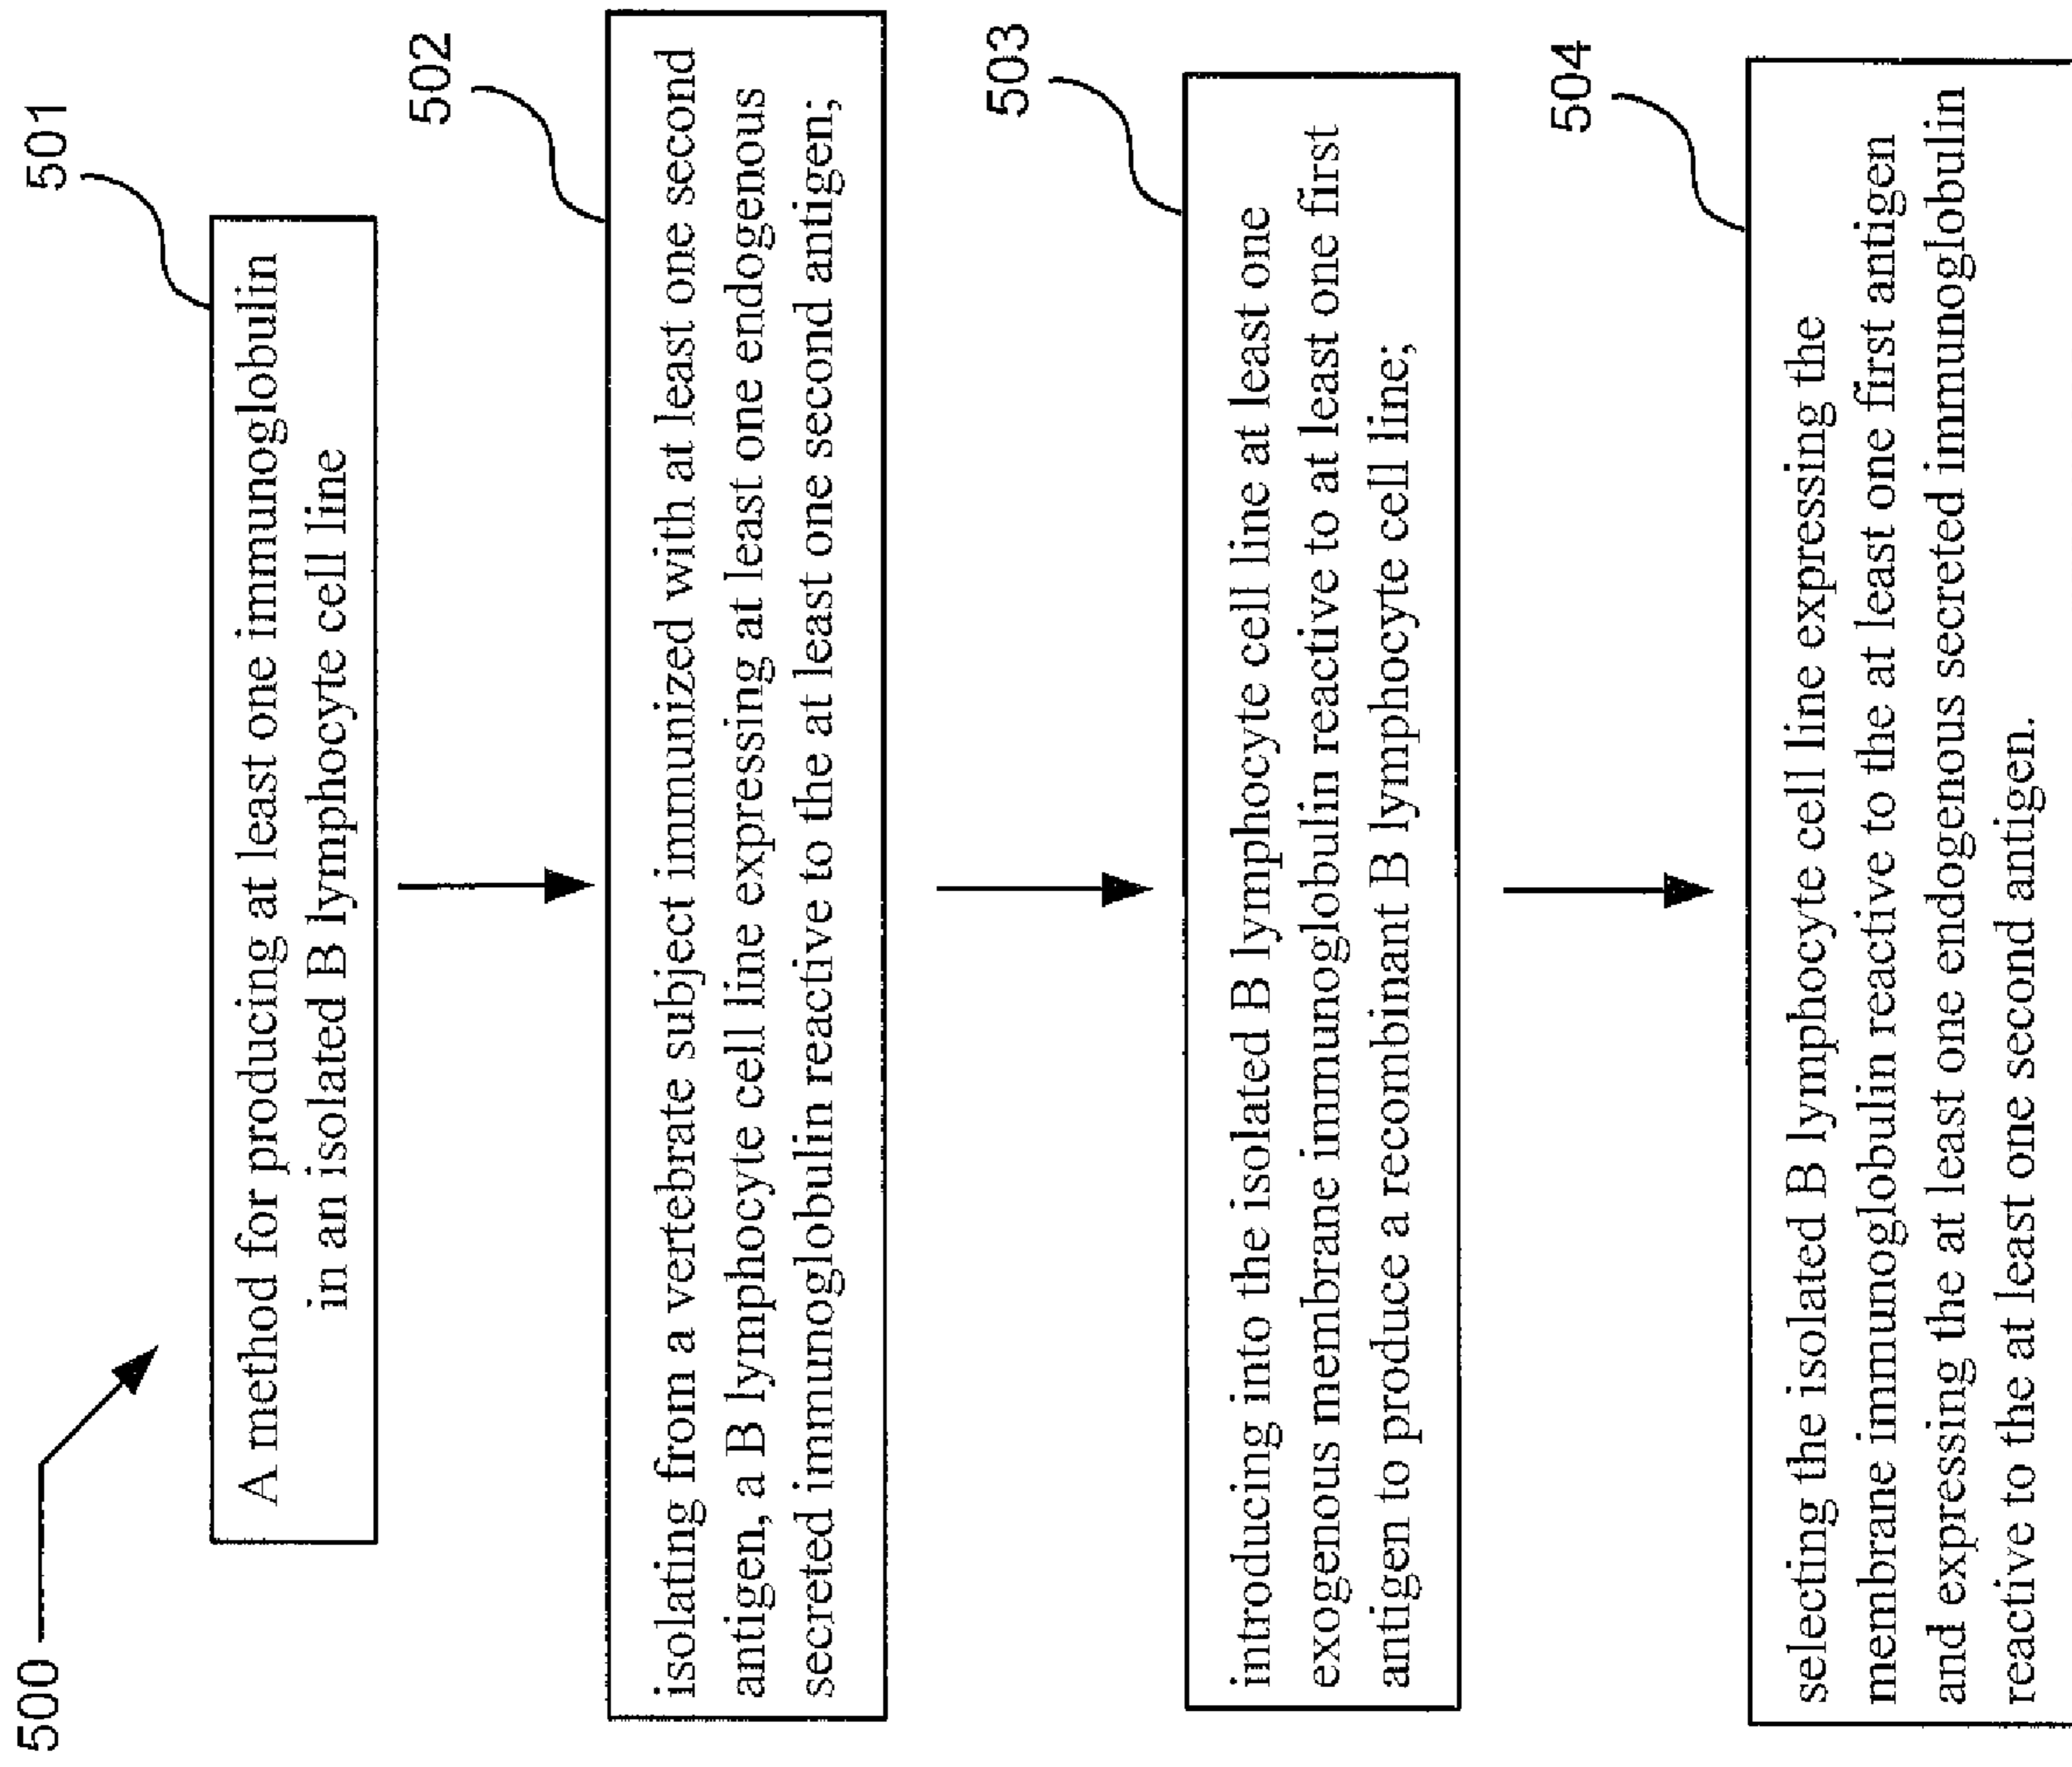 500
501
A method for producing at least one immunoglobulin
in an isolated B lymphocyte cell line
502
isolating from a vertebrate subject immunized with at least one second
antigen, a B lymphocyte cell line expressing at least one endogenous
secreted immunoglobulin reactive to the at least one second antigen;
503
introducing into the isolated B lymphocyte cell line at least one
exogenous membrane immunoglobulin reactive to at least one first
antigen to produce a recombinant B lymphocyte cell line;
504
selecting the isolated B lymphocyte cell line expressing the
membrane immunoglobulin reactive to the at least one first antigen
and expressing the at least one endogenous secreted immunoglobulin
reactive to the at least one second antigen.